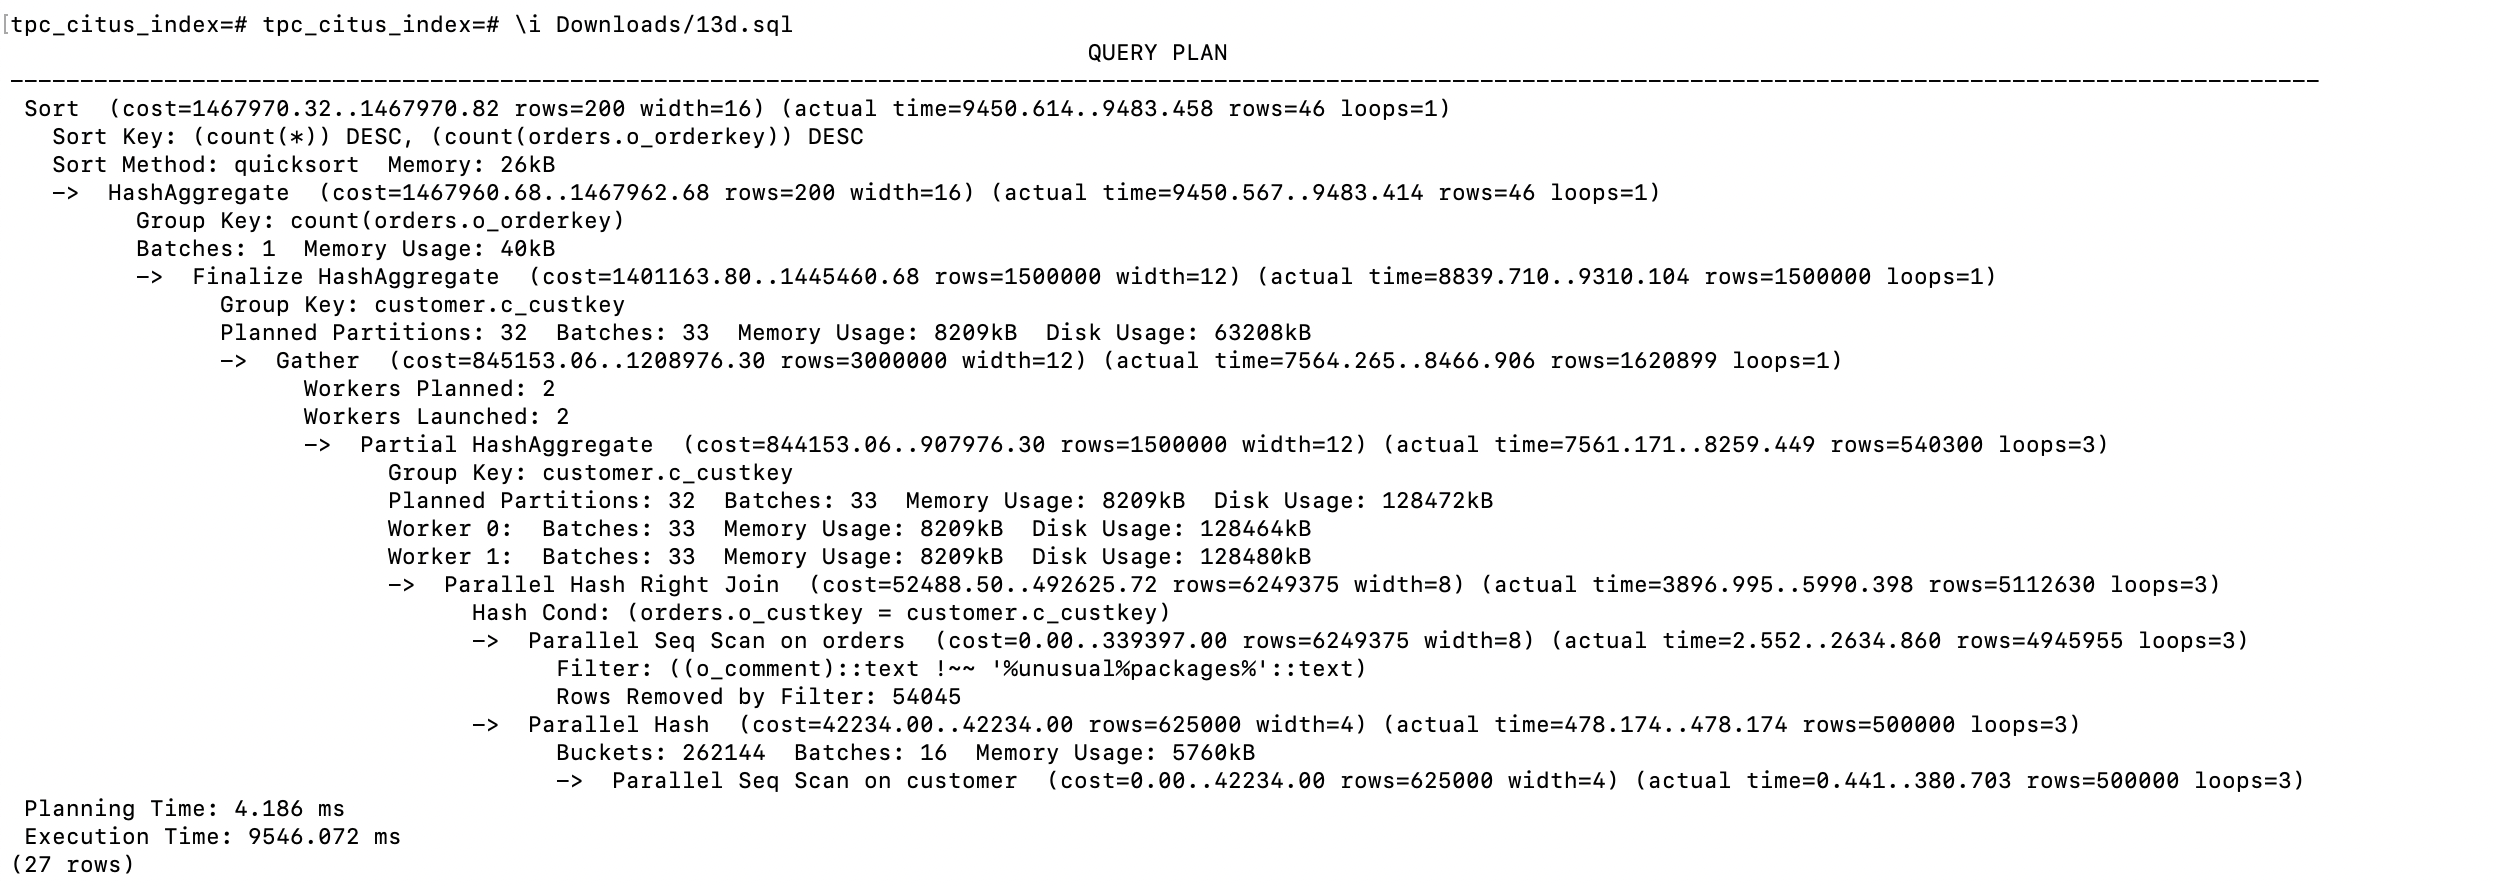 [tpc_citus_index=# tpc_citus_index=# \i Downloads/13d.sql
QUERY PLAN
---------------------------------------------------------------------------------------------------------------------------------------------------------------------
Sort  (cost=1467970.32..1467970.82 rows=200 width=16) (actual time=9450.614..9483.458 rows=46 loops=1)
Sort Key: (count(*)) DESC, (count(orders.o_orderkey)) DESC
Sort Method: quicksort  Memory: 26kB
->  HashAggregate  (cost=1467960.68..1467962.68 rows=200 width=16) (actual time=9450.567..9483.414 rows=46 loops=1)
Group Key: count(orders.o_orderkey)
Batches: 1  Memory Usage: 40kB
->  Finalize HashAggregate  (cost=1401163.80..1445460.68 rows=1500000 width=12) (actual time=8839.710..9310.104 rows=1500000 loops=1)
Group Key: customer.c_custkey
Planned Partitions: 32  Batches: 33  Memory Usage: 8209kB  Disk Usage: 63208kB
->  Gather  (cost=845153.06..1208976.30 rows=3000000 width=12) (actual time=7564.265..8466.906 rows=1620899 loops=1)
Workers Planned: 2
Workers Launched: 2
->  Partial HashAggregate  (cost=844153.06..907976.30 rows=1500000 width=12) (actual time=7561.171..8259.449 rows=540300 loops=3)
Group Key: customer.c_custkey
Planned Partitions: 32  Batches: 33  Memory Usage: 8209kB  Disk Usage: 128472kB
Worker 0:  Batches: 33  Memory Usage: 8209kB  Disk Usage: 128464kB
Worker 1:  Batches: 33  Memory Usage: 8209kB  Disk Usage: 128480kB
->  Parallel Hash Right Join  (cost=52488.50..492625.72 rows=6249375 width=8) (actual time=3896.995..5990.398 rows=5112630 loops=3)
Hash Cond: (orders.o_custkey = customer.c_custkey)
->  Parallel Seq Scan on orders  (cost=0.00..339397.00 rows=6249375 width=8) (actual time=2.552..2634.860 rows=4945955 loops=3)
Filter: ((o_comment)::text !~~ '%unusual%packages%'::text)
Rows Removed by Filter: 54045
->  Parallel Hash  (cost=42234.00..42234.00 rows=625000 width=4) (actual time=478.174..478.174 rows=500000 loops=3)
Buckets: 262144  Batches: 16  Memory Usage: 5760kB
->  Parallel Seq Scan on customer  (cost=0.00..42234.00 rows=625000 width=4) (actual time=0.441..380.703 rows=500000 loops=3)
Planning Time: 4.186 ms
Execution Time: 9546.072 ms
(27 rows)